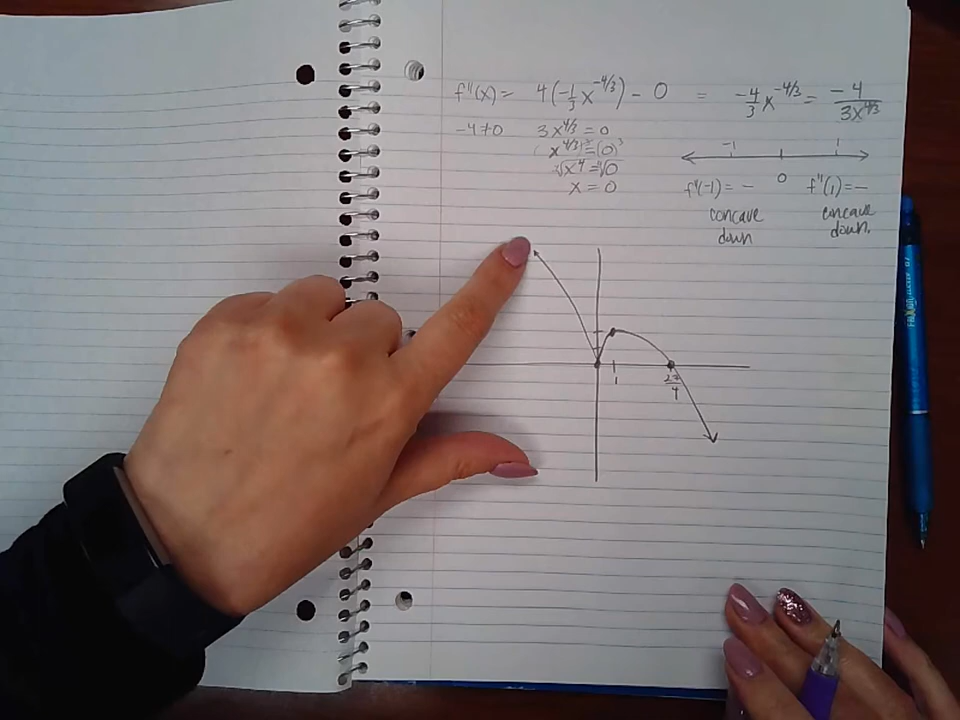 f''(x) = 4(-1/3 x^-4/3) - 0 = -4/3 x^-4/3 = -4/3x^4/3
-4≠0 3x^4/3 = 0
(x^4/3)^3 = (0)^3
∜x^4 = ∜0
x = 0
-1 1
0
f''(-1) = - f''(1) = -
concave down
concave down.
1
27/4